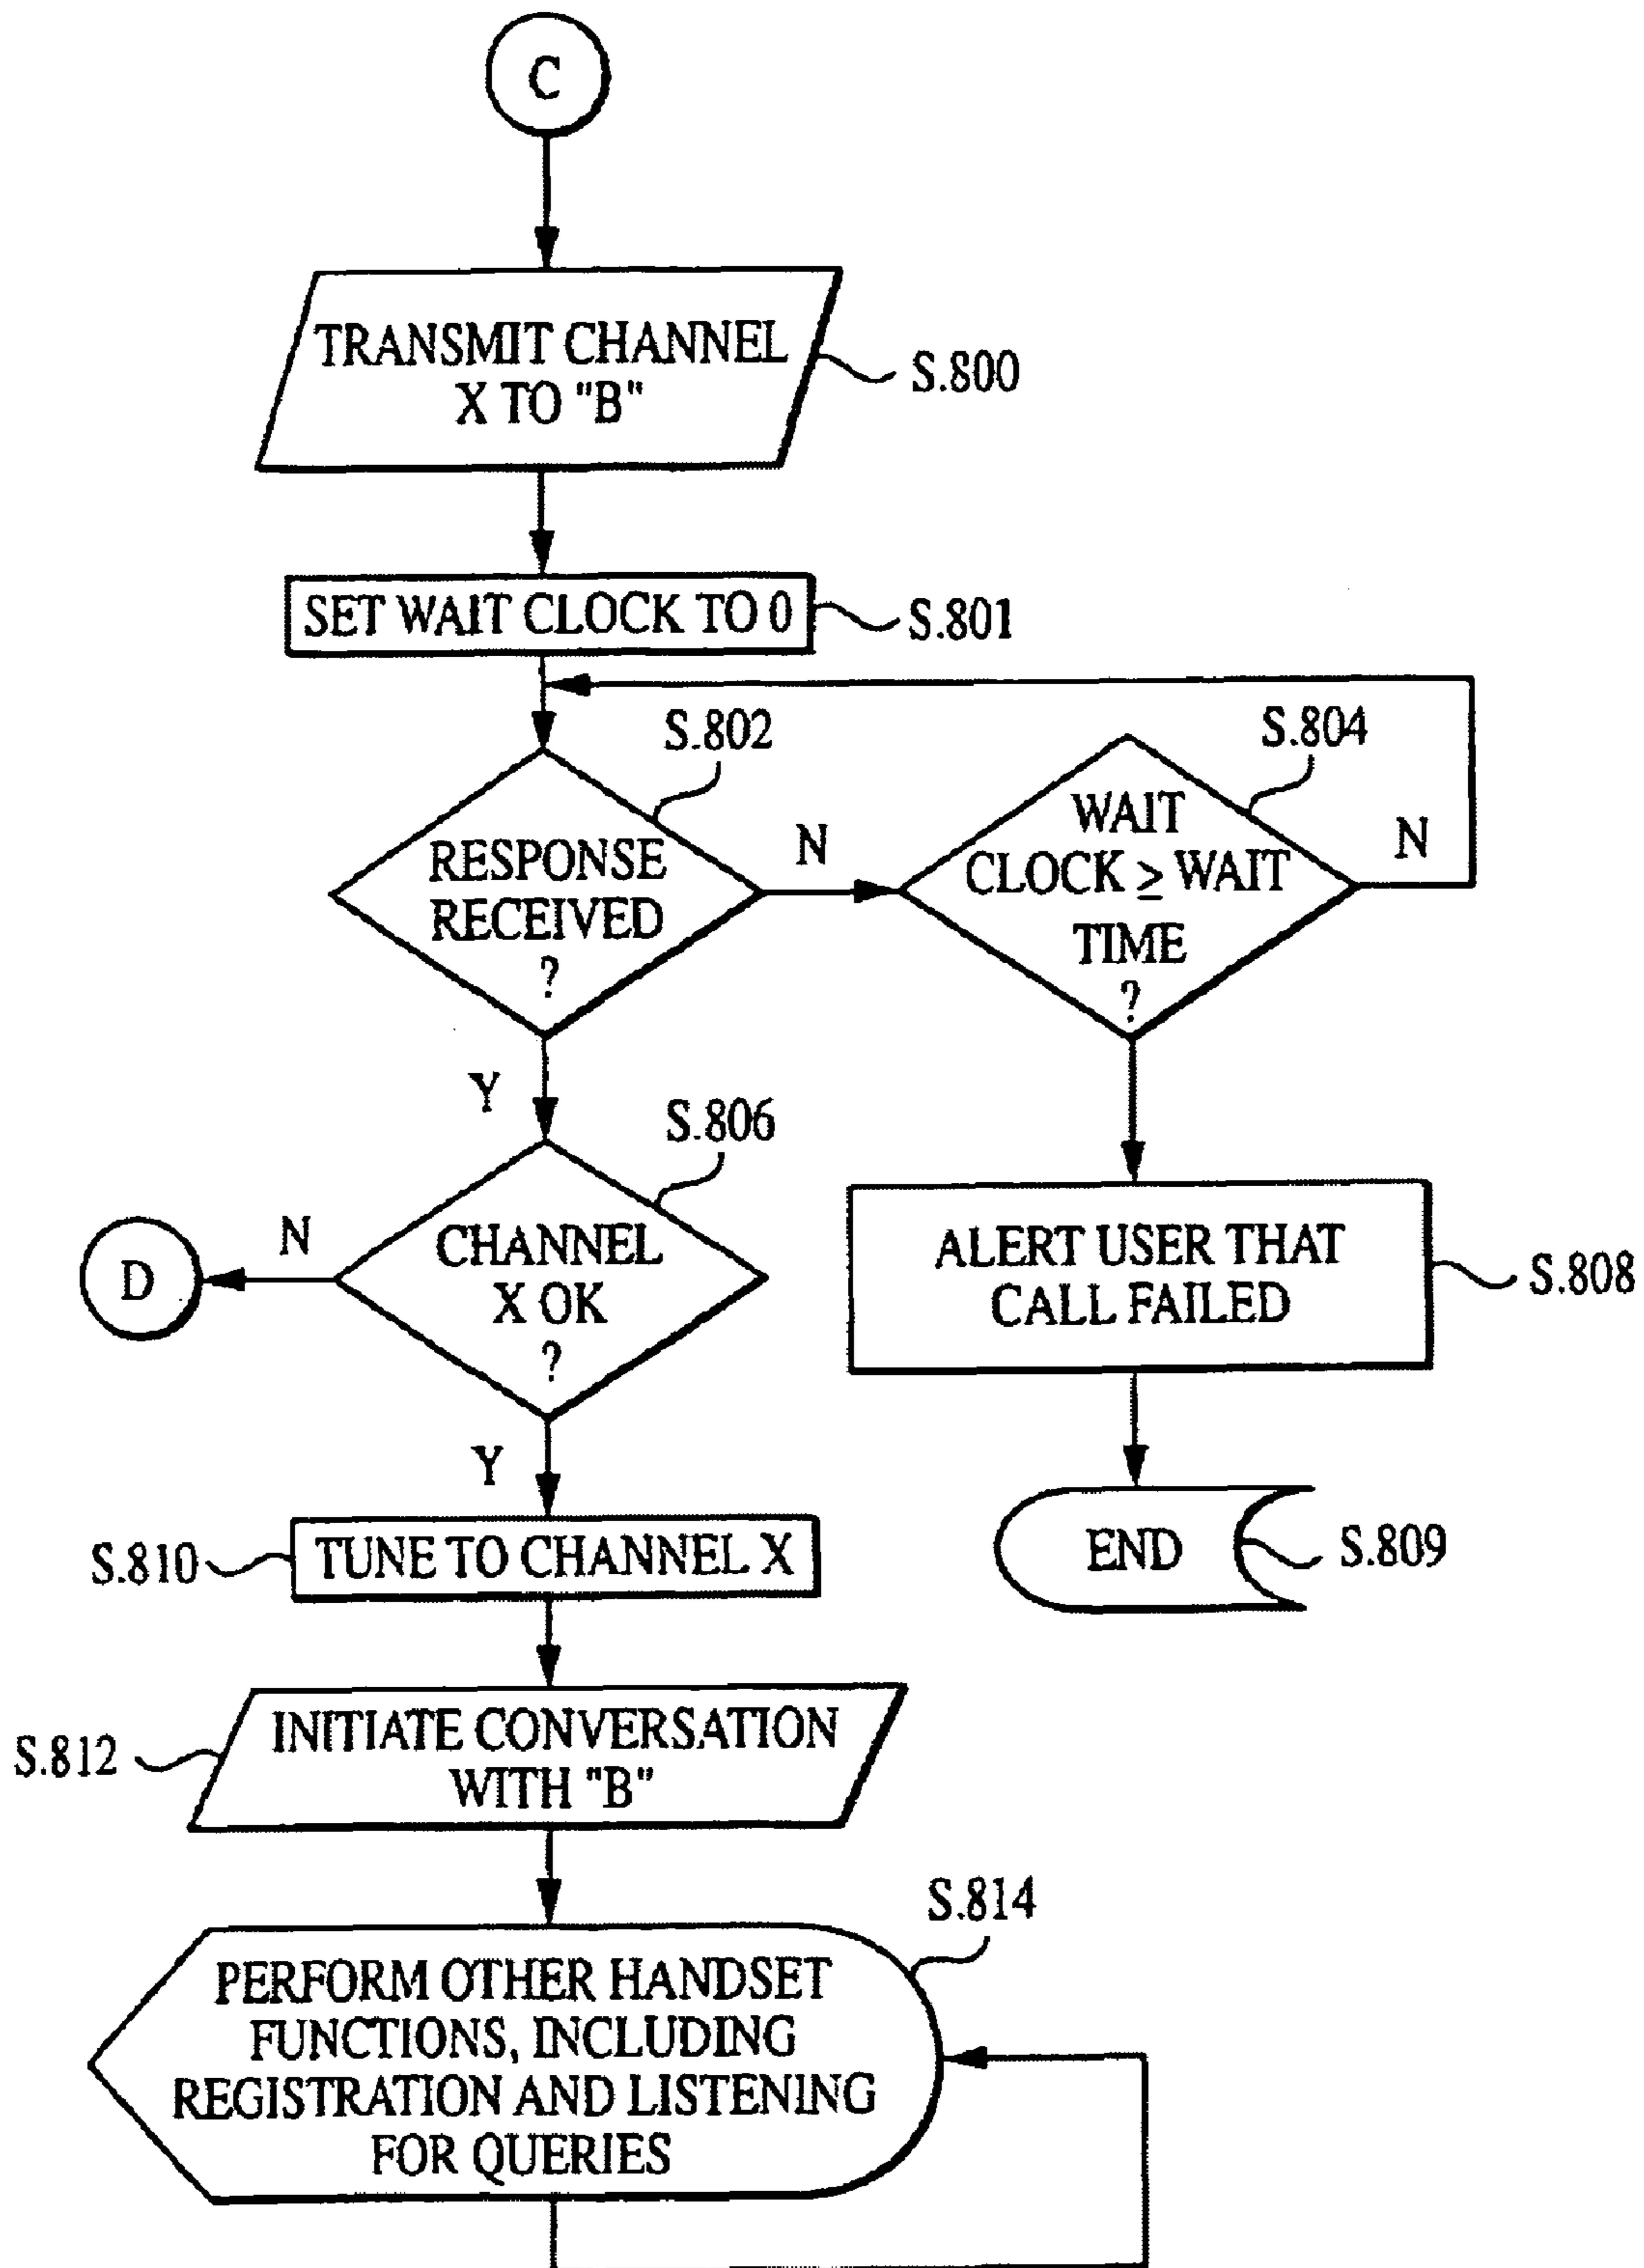 C
TRANSMIT CHANNEL
X TO "B"
S.800
SET WAIT CLOCK TO 0
S.801
S.802
RESPONSE
RECEIVED
?
N
S.804
WAIT
CLOCK ≥ WAIT
TIME
?
N
Y
S.806
CHANNEL
X OK
?
N
D
ALERT USER THAT
CALL FAILED
S.808
Y
END
S.809
S.810
TUNE TO CHANNEL X
S.812
INITIATE CONVERSATION
WITH "B"
S.814
PERFORM OTHER HANDSET
FUNCTIONS, INCLUDING
REGISTRATION AND LISTENING
FOR QUERIES